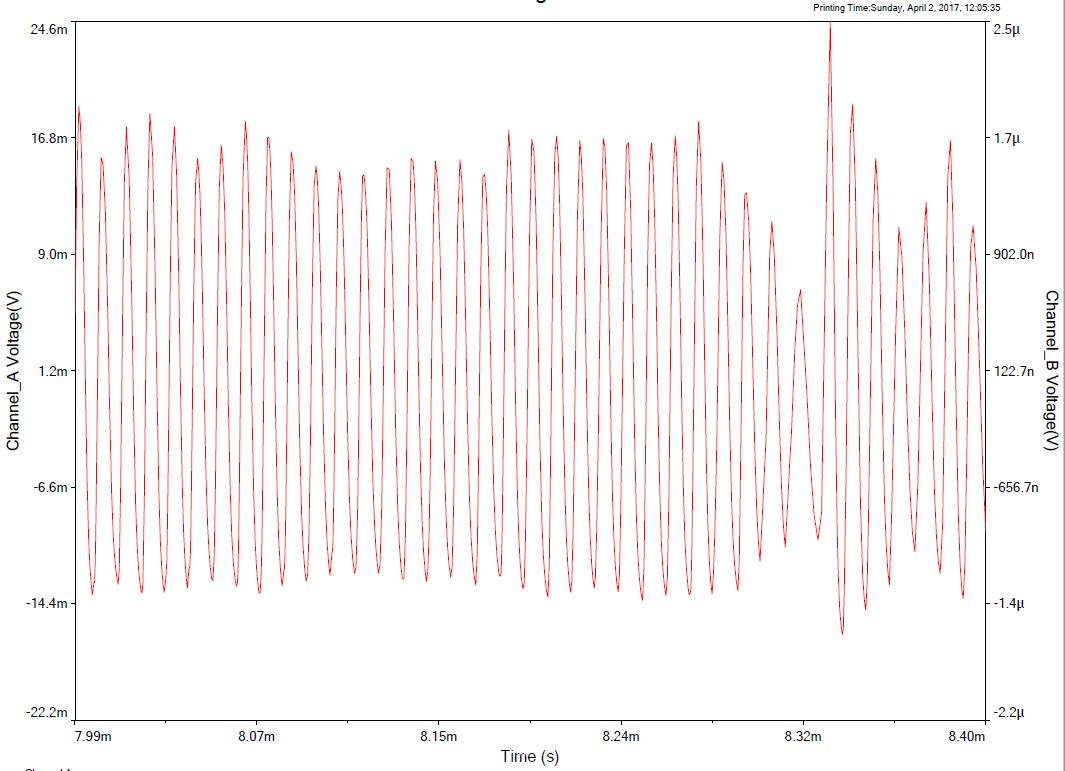 Printing Time:Sunday, April 2, 2017, 12:05:35
24.6m
16.8m
9.0m
1.2m
-6.6m
-14.4m
-22.2m
Channel_A Voltage(V)
2.5µ
1.7µ
902.0n
122.7n
-656.7n
-1.4µ
-2.2µ
Channel_B Voltage(V)
7.99m 8.07m 8.15m 8.24m 8.32m 8.40m
Time (s)